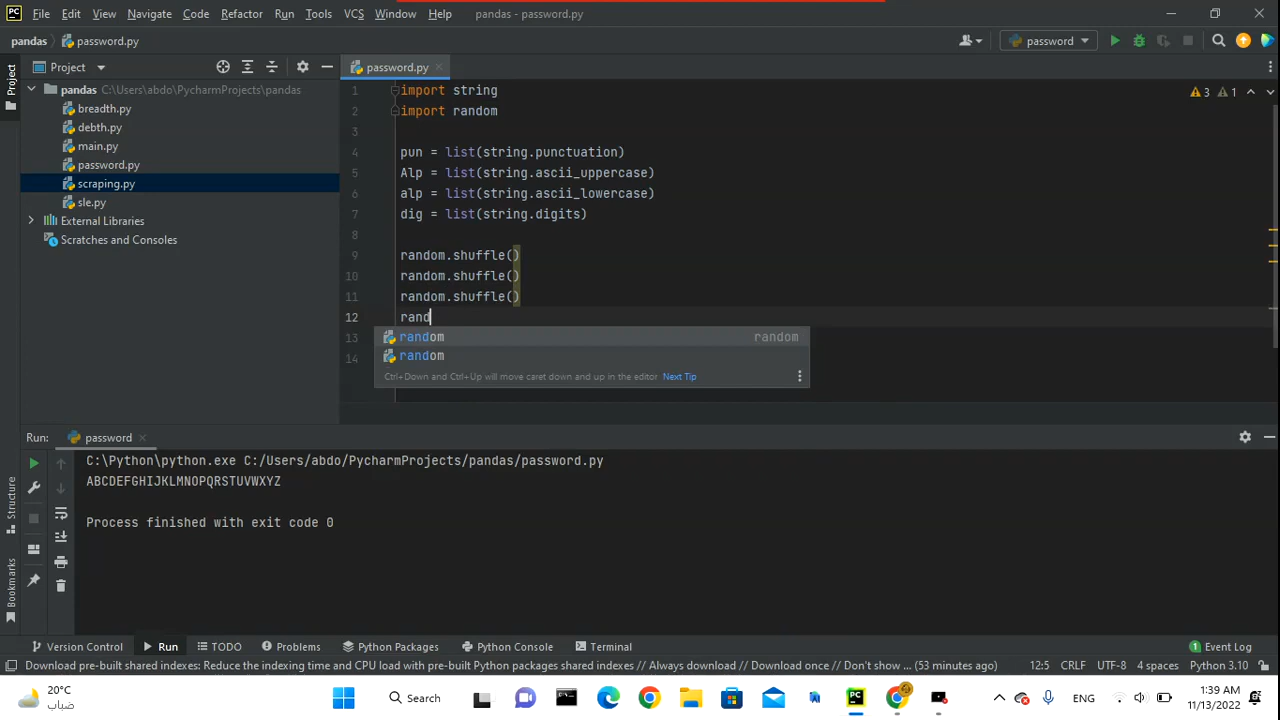 PC File Edit View Navigate Code Refactor Run Tools VCS Window Help pandas - password.py
pandas password.py password
Project password.py
pandas C:\Users\abdo\PycharmProjects\pandas
breadth.py
debth.py
main.py
password.py
scraping.py
sle.py
External Libraries
Scratches and Consoles
Project
1 import string
2 import random
3
4 pun = list(string.punctuation)
5 Alp = list(string.ascii_uppercase)
6 alp = list(string.ascii_lowercase)
7 dig = list(string.digits)
8
9 random.shuffle()
10 random.shuffle()
11 random.shuffle()
12 rand
13
14
3 1
random random
random
Ctrl+Down and Ctrl+Up will move caret down and up in the editor Next Tip
Run: password
C:\Python\python.exe C:/Users/abdo/PycharmProjects/pandas/password.py
ABCDEFGHIJKLMNOPQRSTUVWXYZ
Process finished with exit code 0
Structure
Bookmarks
Version Control Run TODO Problems Python Packages Python Console Terminal 1 Event Log
Download pre-built shared indexes: Reduce the indexing time and CPU load with pre-built Python packages shared indexes // Always download // Download once // Don't show ... (53 minutes ago) 12:5 CRLF UTF-8 4 spaces Python 3.10
20°C
ضباب
Search
PC
ENG
1:39 AM
11/13/2022